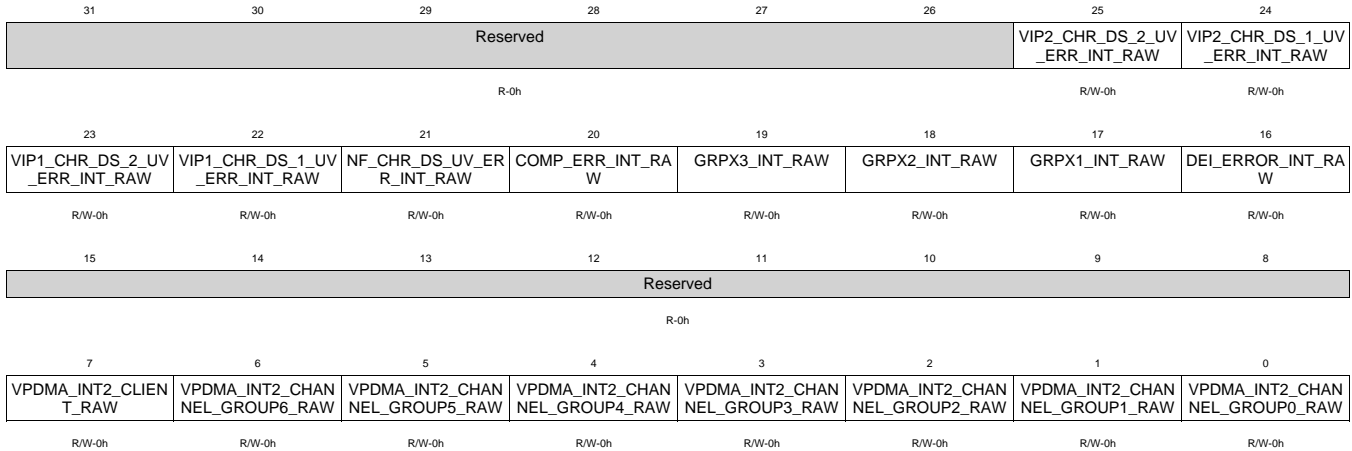 31 30 29 28 27 26 25 24
Reserved VIP2_CHR_DS_2_UV VIP2_CHR_DS_1_UV
_ERR_INT_RAW _ERR_INT_RAW
R-0h R/W-0h R/W-0h
23 22 21 20 19 18 17 16
VIP1_CHR_DS_2_UV VIP1_CHR_DS_1_UV NF_CHR_DS_UV_ER COMP_ERR_INT_RA GRPX3_INT_RAW GRPX2_INT_RAW GRPX1_INT_RAW DEI_ERROR_INT_RA
_ERR_INT_RAW _ERR_INT_RAW R_INT_RAW W W
R/W-0h R/W-0h R/W-0h R/W-0h R/W-0h R/W-0h R/W-0h R/W-0h
15 14 13 12 11 10 9 8
Reserved
R-0h
7 6 5 4 3 2 1 0
VPDMA_INT2_CLIEN VPDMA_INT2_CHAN VPDMA_INT2_CHAN VPDMA_INT2_CHAN VPDMA_INT2_CHAN VPDMA_INT2_CHAN VPDMA_INT2_CHAN VPDMA_INT2_CHAN
T_RAW NEL_GROUP6_RAW NEL_GROUP5_RAW NEL_GROUP4_RAW NEL_GROUP3_RAW NEL_GROUP2_RAW NEL_GROUP1_RAW NEL_GROUP0_RAW
R/W-0h R/W-0h R/W-0h R/W-0h R/W-0h R/W-0h R/W-0h R/W-0h